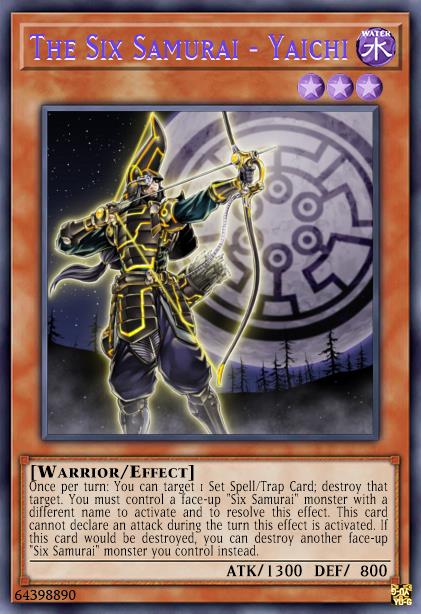 The Six Samurai - Yaichi
WATER
水
[Warrior/Effect]
Once per turn: You can target 1 Set Spell/Trap Card; destroy that
target. You must control a face-up "Six Samurai" monster with a
different name to activate and to resolve this effect. This card
cannot declare an attack during the turn this effect is activated. If
this card would be destroyed, you can destroy another face-up
"Six Samurai" monster you control instead.
ATK/1300 DEF/ 800
64398890